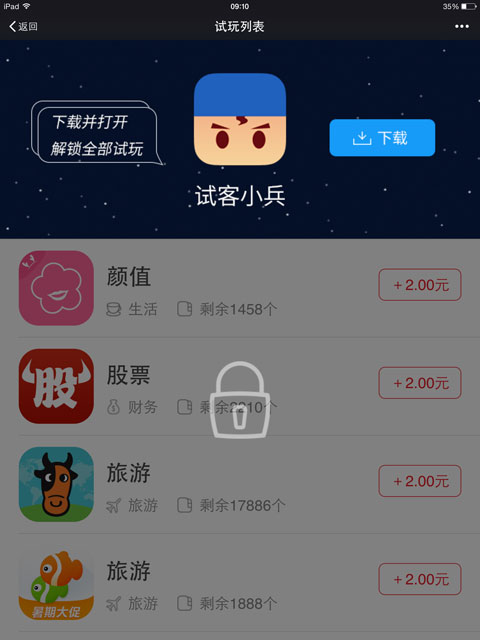 iPad
09:10
35%
返回
试玩列表
下载并打开
解锁全部试玩
下载
试客小兵
颜值
生活
剩余1458个
+2.00元
股
股票
财务
剩余2210个
+2.00元
旅游
旅游
剩余17886个
+2.00元
暑期大促
旅游
旅游
剩余1888个
+2.00元